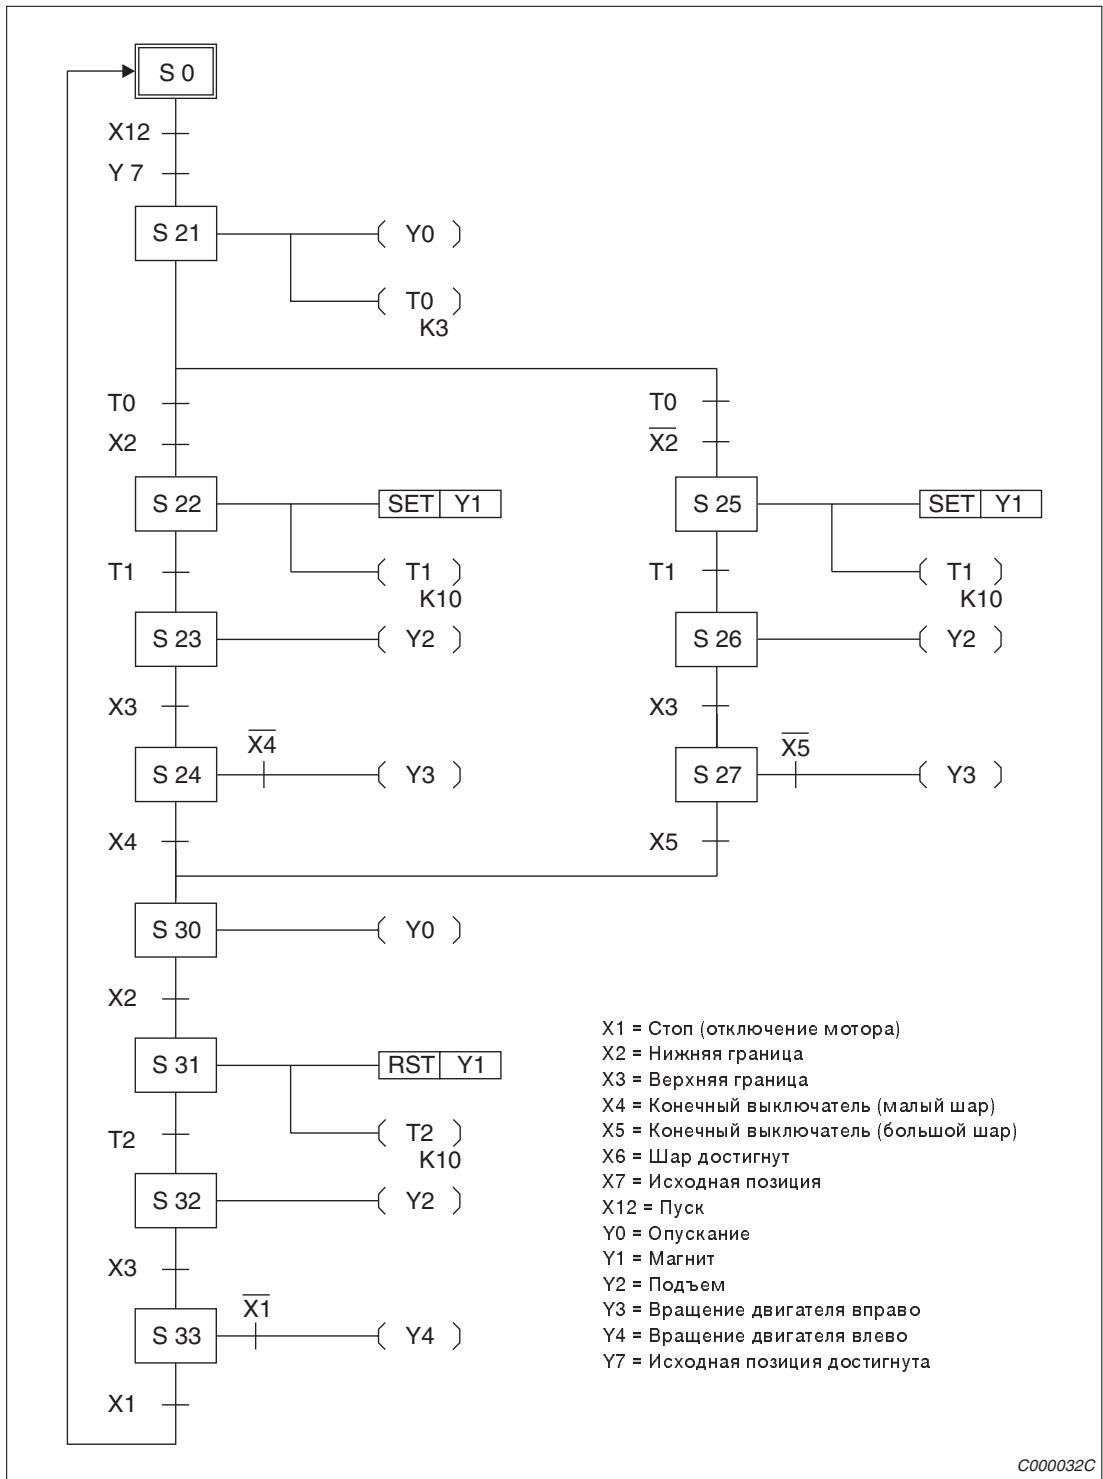 S 0
X12
Y 7
S 21
( Y0 )
( T0 )
K3
T0
T0
X2
X̅2̅
S 22
SET Y1
S 25
SET Y1
T1
( T1 )
K10
T1
( T1 )
K10
S 23
( Y2 )
S 26
( Y2 )
X3
X3
X̅4̅
X̅5̅
S 24
( Y3 )
S 27
( Y3 )
X4
X5
S 30
( Y0 )
X2
S 31
RST Y1
T2
( T2 )
K10
S 32
( Y2 )
X3
X̅1̅
S 33
( Y4 )
X1
X1 = Стоп (отключение мотора)
X2 = Нижняя граница
X3 = Верхняя граница
X4 = Конечный выключатель (малый шар)
X5 = Конечный выключатель (большой шар)
X6 = Шар достигнут
X7 = Исходная позиция
X12 = Пуск
Y0 = Опускание
Y1 = Магнит
Y2 = Подъем
Y3 = Вращение двигателя вправо
Y4 = Вращение двигателя влево
Y7 = Исходная позиция достигнута
C000032C